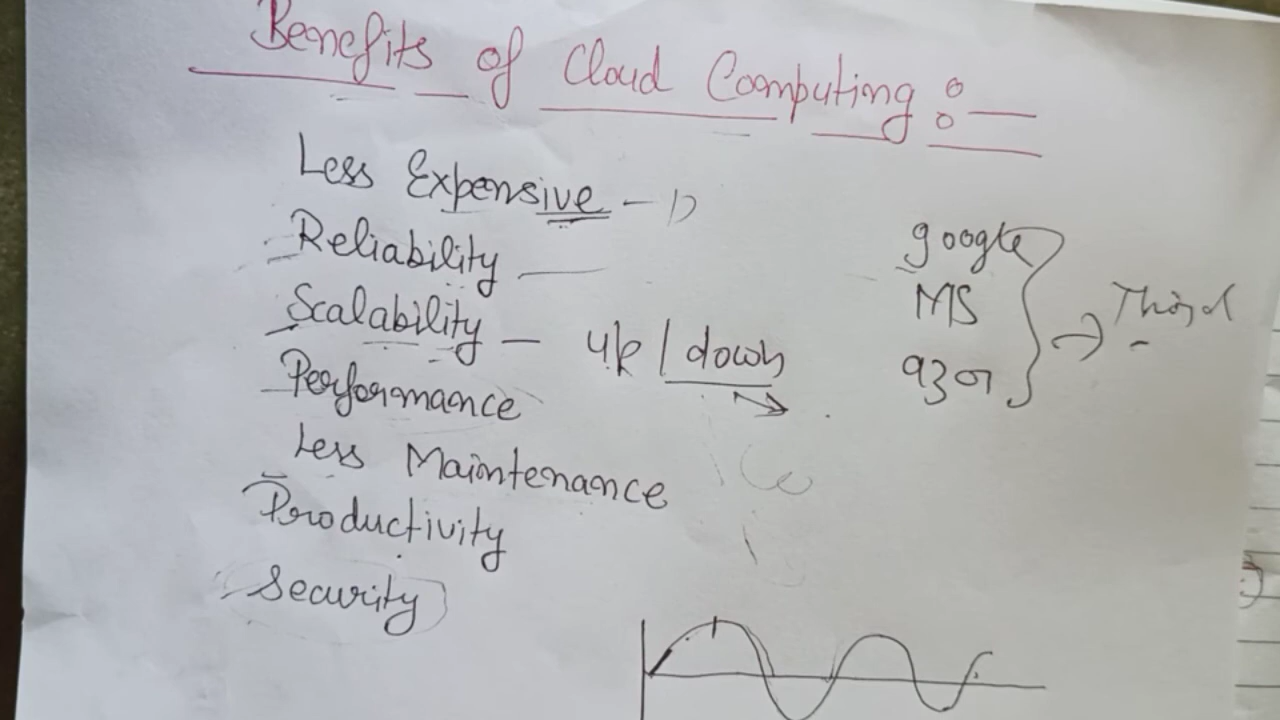 Benefits of Cloud Computing :—
Less Expensive —
Reliability —
Scalability — up / down
Performance
Less Maintenance
Productivity
Security
google
MS
Third